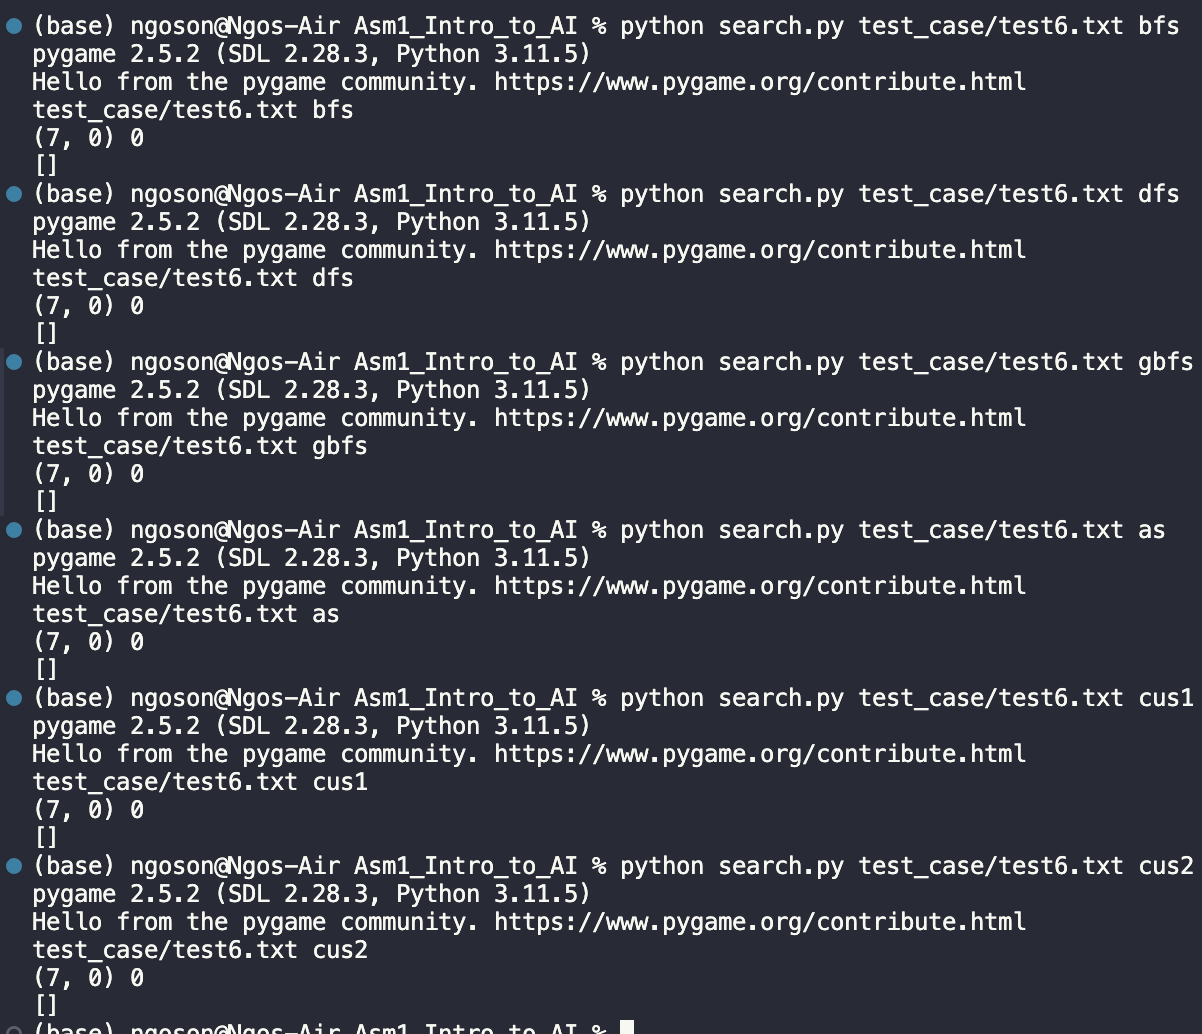 (base) ngoson@Ngos-Air Asm1_Intro_to_AI % python search.py test_case/test6.txt bfs
pygame 2.5.2 (SDL 2.28.3, Python 3.11.5)
Hello from the pygame community. https://www.pygame.org/contribute.html
test_case/test6.txt bfs
(7, 0) 0
[]
(base) ngoson@Ngos-Air Asm1_Intro_to_AI % python search.py test_case/test6.txt dfs
pygame 2.5.2 (SDL 2.28.3, Python 3.11.5)
Hello from the pygame community. https://www.pygame.org/contribute.html
test_case/test6.txt dfs
(7, 0) 0
[]
(base) ngoson@Ngos-Air Asm1_Intro_to_AI % python search.py test_case/test6.txt gbfs
pygame 2.5.2 (SDL 2.28.3, Python 3.11.5)
Hello from the pygame community. https://www.pygame.org/contribute.html
test_case/test6.txt gbfs
(7, 0) 0
[]
(base) ngoson@Ngos-Air Asm1_Intro_to_AI % python search.py test_case/test6.txt as
pygame 2.5.2 (SDL 2.28.3, Python 3.11.5)
Hello from the pygame community. https://www.pygame.org/contribute.html
test_case/test6.txt as
(7, 0) 0
[]
(base) ngoson@Ngos-Air Asm1_Intro_to_AI % python search.py test_case/test6.txt cus1
pygame 2.5.2 (SDL 2.28.3, Python 3.11.5)
Hello from the pygame community. https://www.pygame.org/contribute.html
test_case/test6.txt cus1
(7, 0) 0
[]
(base) ngoson@Ngos-Air Asm1_Intro_to_AI % python search.py test_case/test6.txt cus2
pygame 2.5.2 (SDL 2.28.3, Python 3.11.5)
Hello from the pygame community. https://www.pygame.org/contribute.html
test_case/test6.txt cus2
(7, 0) 0
[]
(base) ngoson@Ngos-Air Asm1_Intro_to_AI %